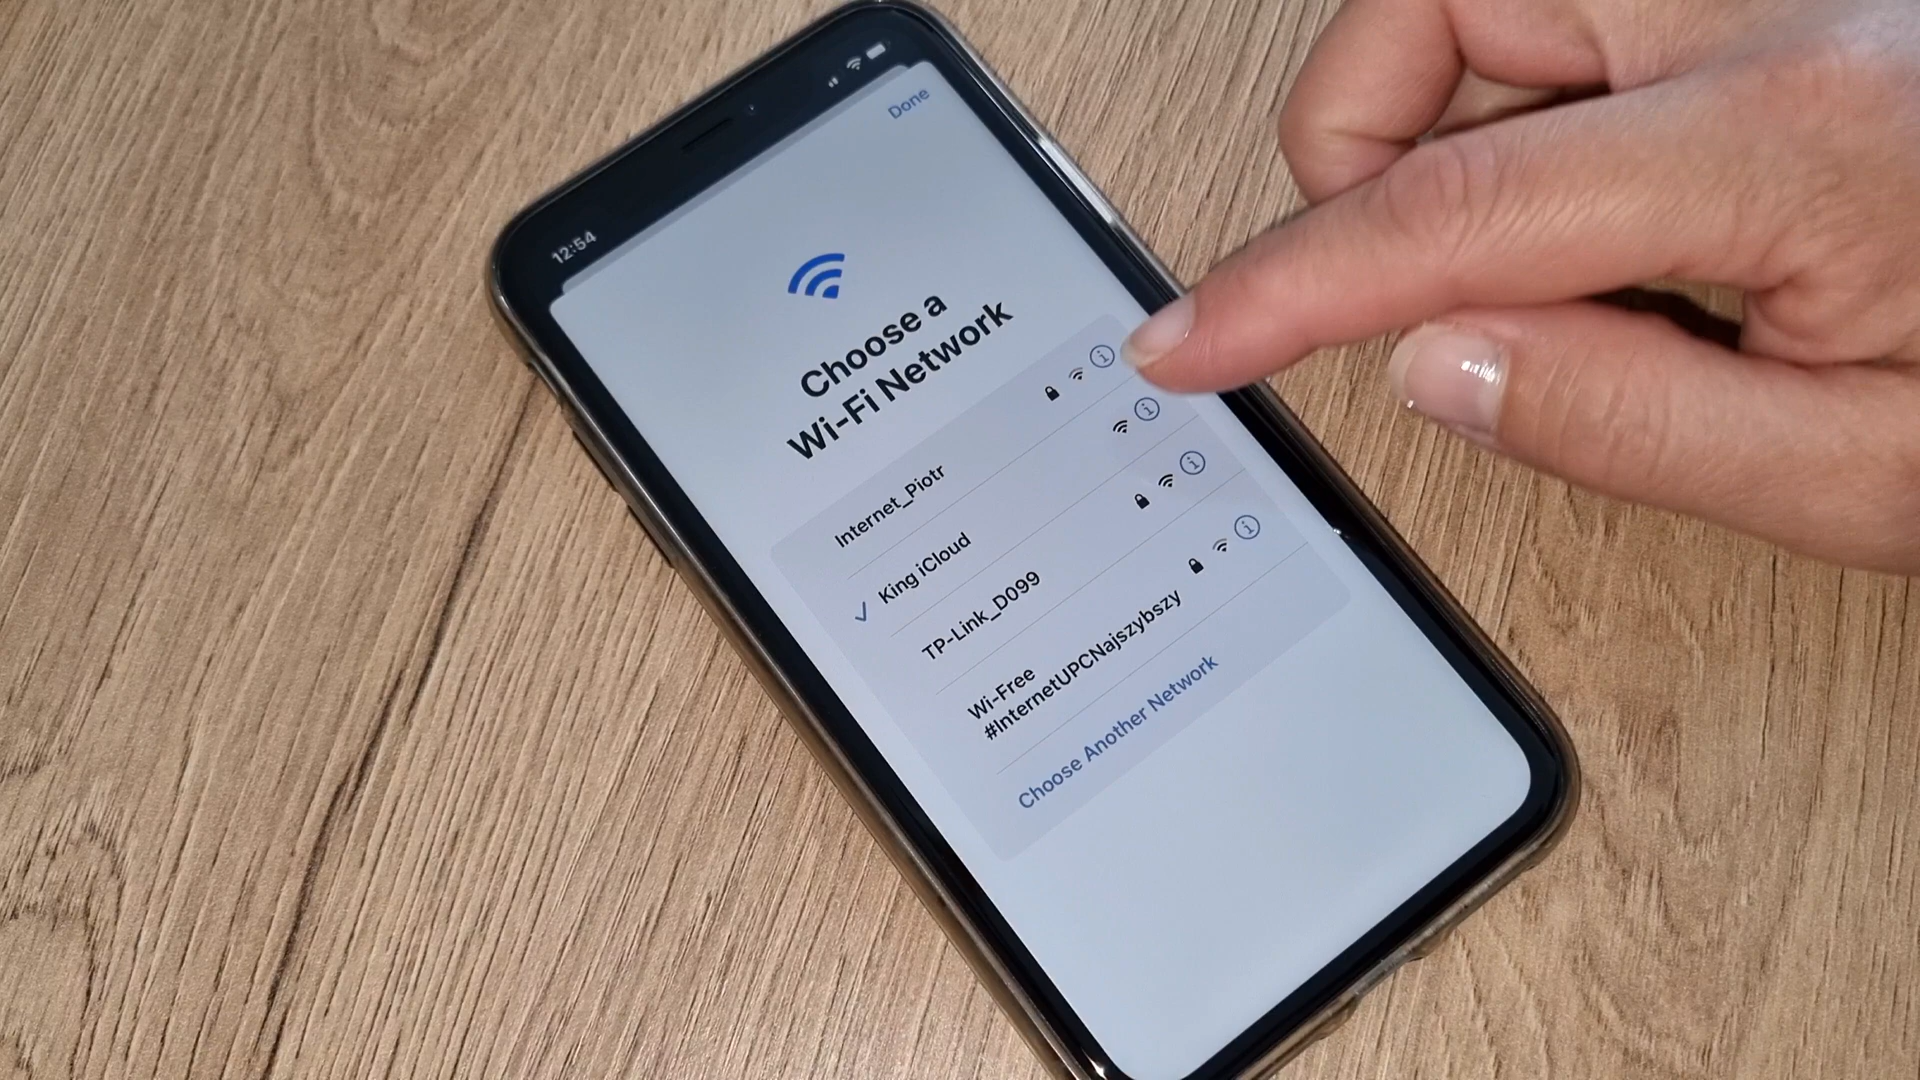 12:54
Done
Choose a
Wi-Fi Network
Internet_Piotr
King iCloud
TP-Link_D099
Wi-Free
#InternetUPCNajszybszy
Choose Another Network